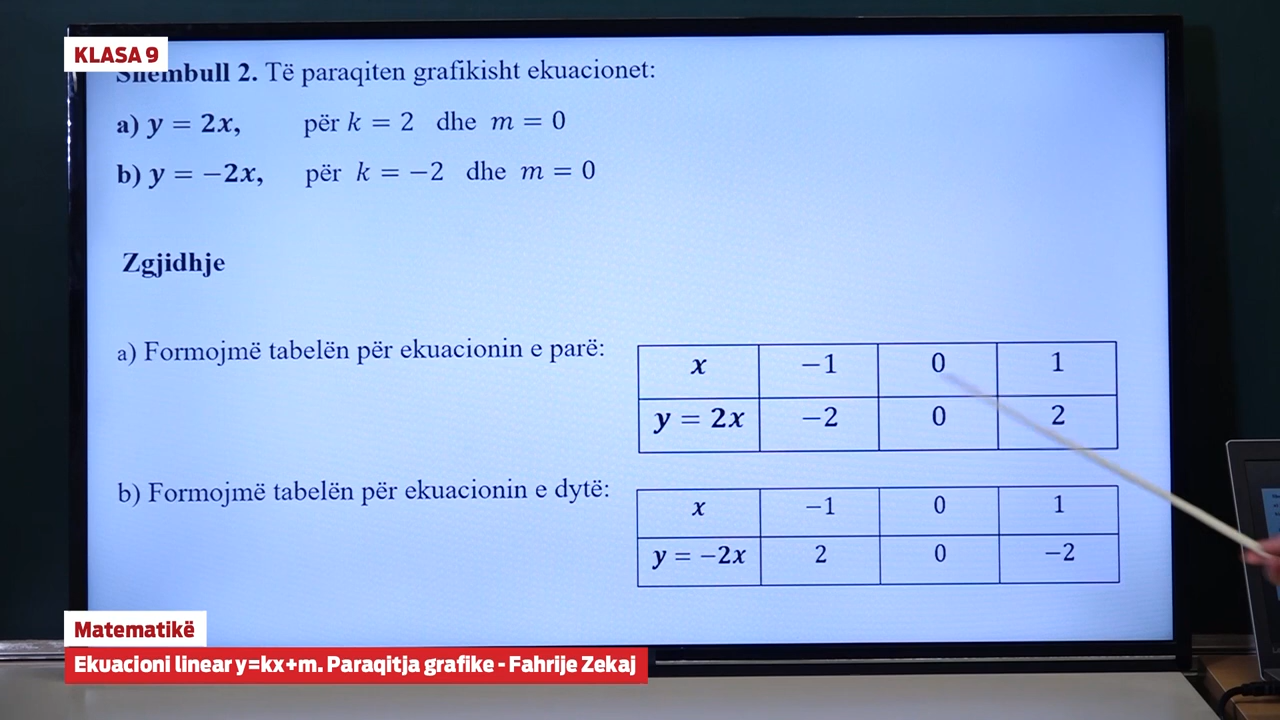 KLASA 9
Shembull 2. Të paraqiten grafikisht ekuacionet:
a) y = 2x, për k = 2 dhe m = 0
b) y = −2x, për k = −2 dhe m = 0
Zgjidhje
a) Formojmë tabelën për ekuacionin e parë:
x −1 0 1
y = 2x −2 0 2
b) Formojmë tabelën për ekuacionin e dytë:
x −1 0 1
y = −2x 2 0 −2
Matematikë
Ekuacioni linear y=kx+m. Paraqitja grafike - Fahrije Zekaj